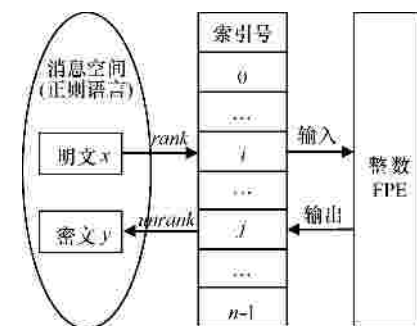 消息空间
(正则语言)
明文 x
密文 y
rank
unrank
索引号
0
...
i
...
j
...
n-1
输入
输出
整数
FPE